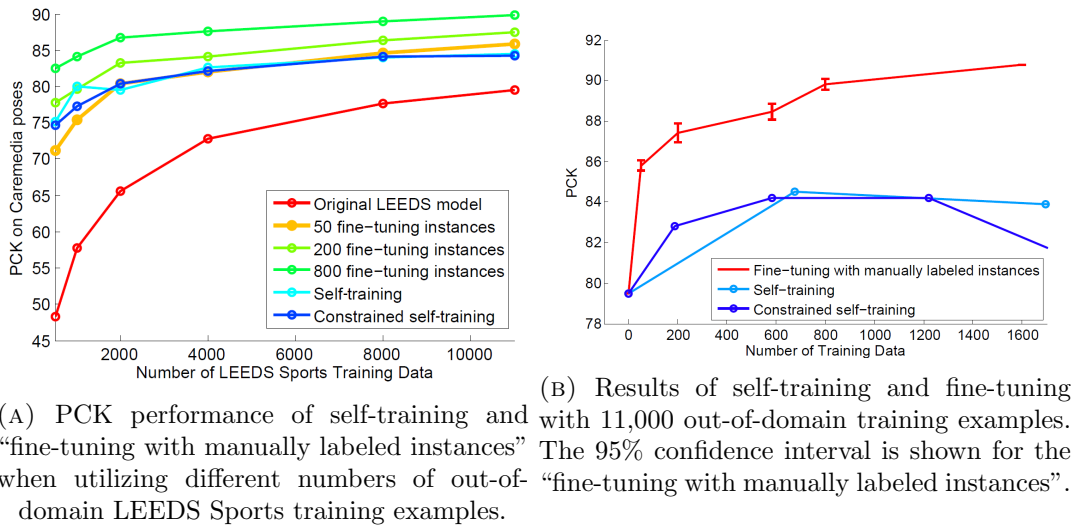 90
85
80
75
70
65
60
55
50
45
PCK on Caremedia poses
2000
4000
6000
8000
10000
Number of LEEDS Sports Training Data
Original LEEDS model
50 fine-tuning instances
200 fine-tuning instances
800 fine-tuning instances
Self-training
Constrained self-training
(A) PCK performance of self-training and
“fine-tuning with manually labeled instances”
when utilizing different numbers of out-of-
domain LEEDS Sports training examples.
92
90
88
86
84
82
80
78
PCK
0
200
400
600
800
1000
1200
1400
1600
Number of Training Data
Fine-tuning with manually labeled instances
Self-training
Constrained self-training
(B) Results of self-training and fine-tuning
with 11,000 out-of-domain training examples.
The 95% confidence interval is shown for the
“fine-tuning with manually labeled instances”.